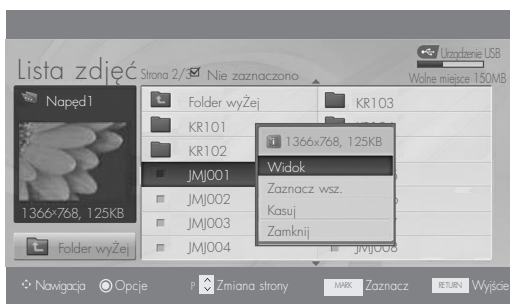 Lista zdjęć Strona 2/3 Nie zaznaczono
Urządzenie USB
Wolne miejsce 150MB
Napęd1
1366x768, 125KB
Folder wyŻej
Folder wyŻej
KR101
KR102
JMJ001
JMJ002
JMJ003
JMJ004
KR103
JMJ008
1366x768, 125KB
Widok
Zaznacz wsz.
Kasuj
Zamknij
Nawigacja Opcje P Zmiana strony MARK Zaznacz RETURN Wyjście